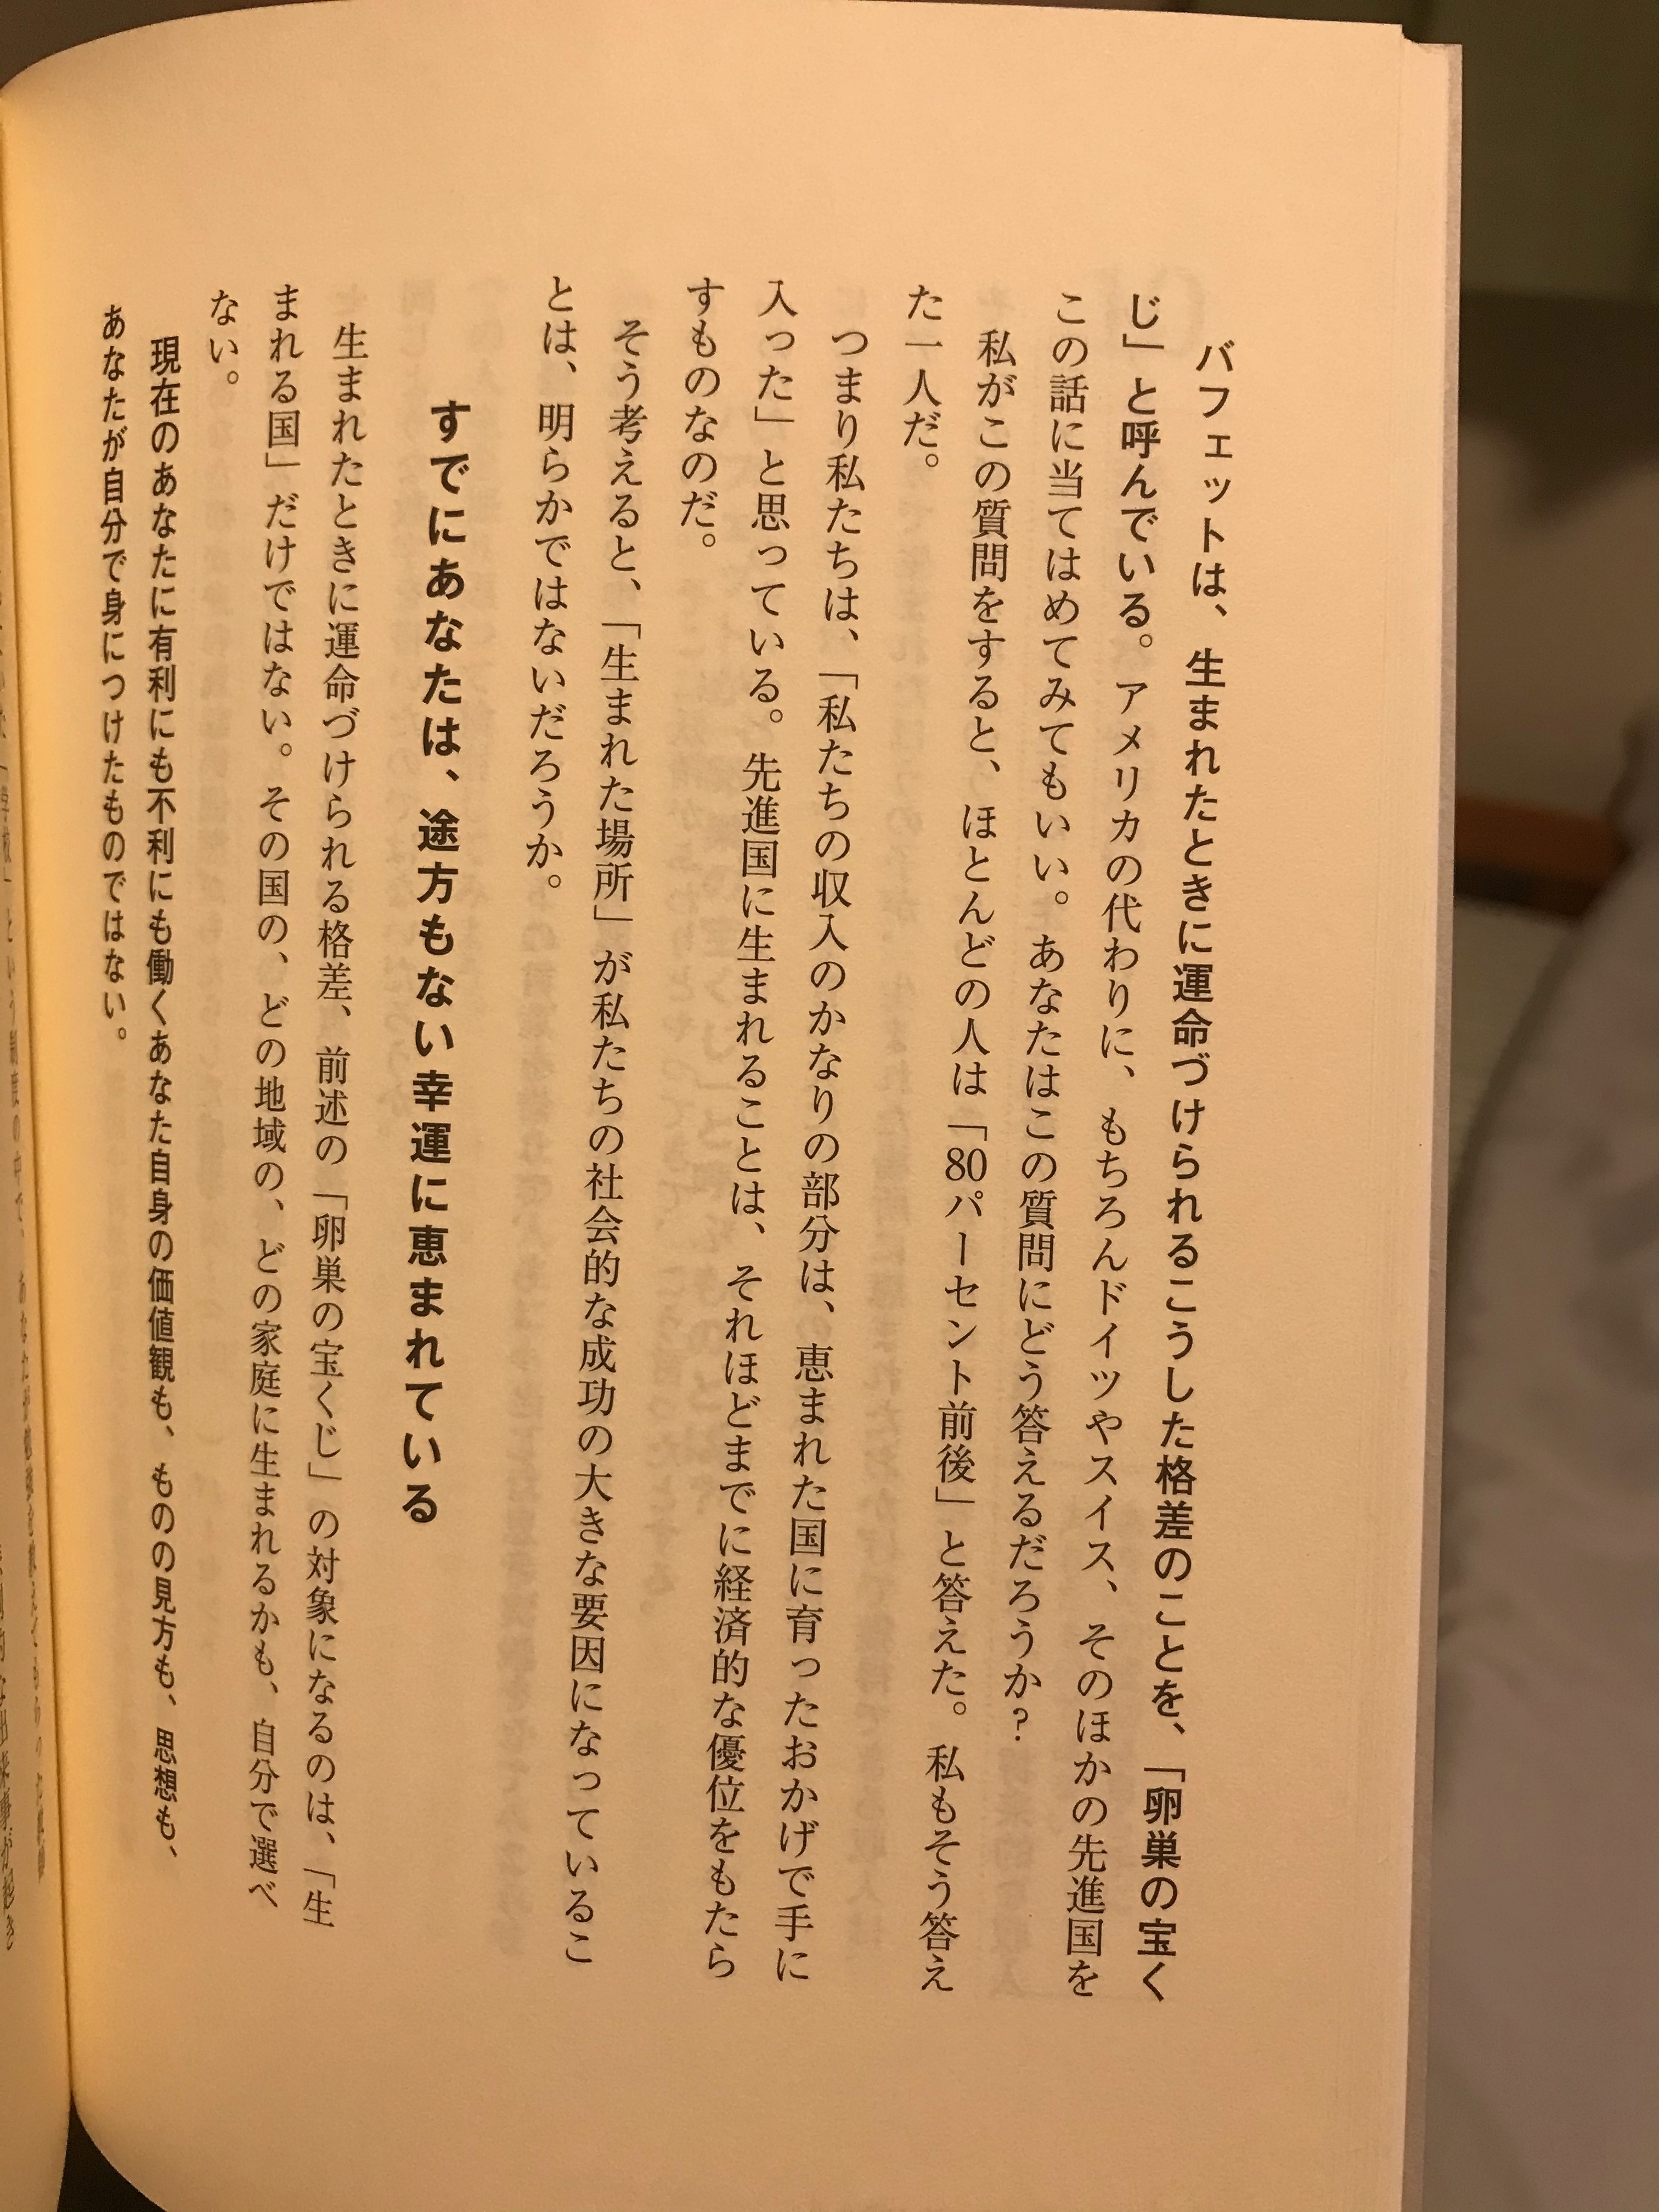 バフェットは、生まれたときに運命づけられるこうした格差のことを、「卵巣の宝く
じ」と呼んでいる。アメリカの代わりに、もちろんドイツやスイス、そのほかの先進国を
この話に当てはめてみてもいい。あなたはこの質問にどう答えるだろうか？
私がこの質問をすると、ほとんどの人は「80パーセント前後」と答えた。私もそう答え
た一人だ。
つまり私たちは、「私たちの収入のかなりの部分は、恵まれた国に育ったおかげで手に
入った」と思っている。先進国に生まれることは、それほどまでに経済的な優位をもたら
すものなのだ。
そう考えると、「生まれた場所」が私たちの社会的な成功の大きな要因になっているこ
とは、明らかではないだろうか。
すでにあなたは、途方もない幸運に恵まれている
生まれたときに運命づけられる格差、前述の「卵巣の宝くじ」の対象になるのは、「生
まれる国」だけではない。その国の、どの地域の、どの家庭に生まれるかも、自分で選べ
ない。
現在のあなたに有利にも不利にも働くあなた自身の価値観も、ものの見方も、思想も、
あなたが自分で身につけたものではない。